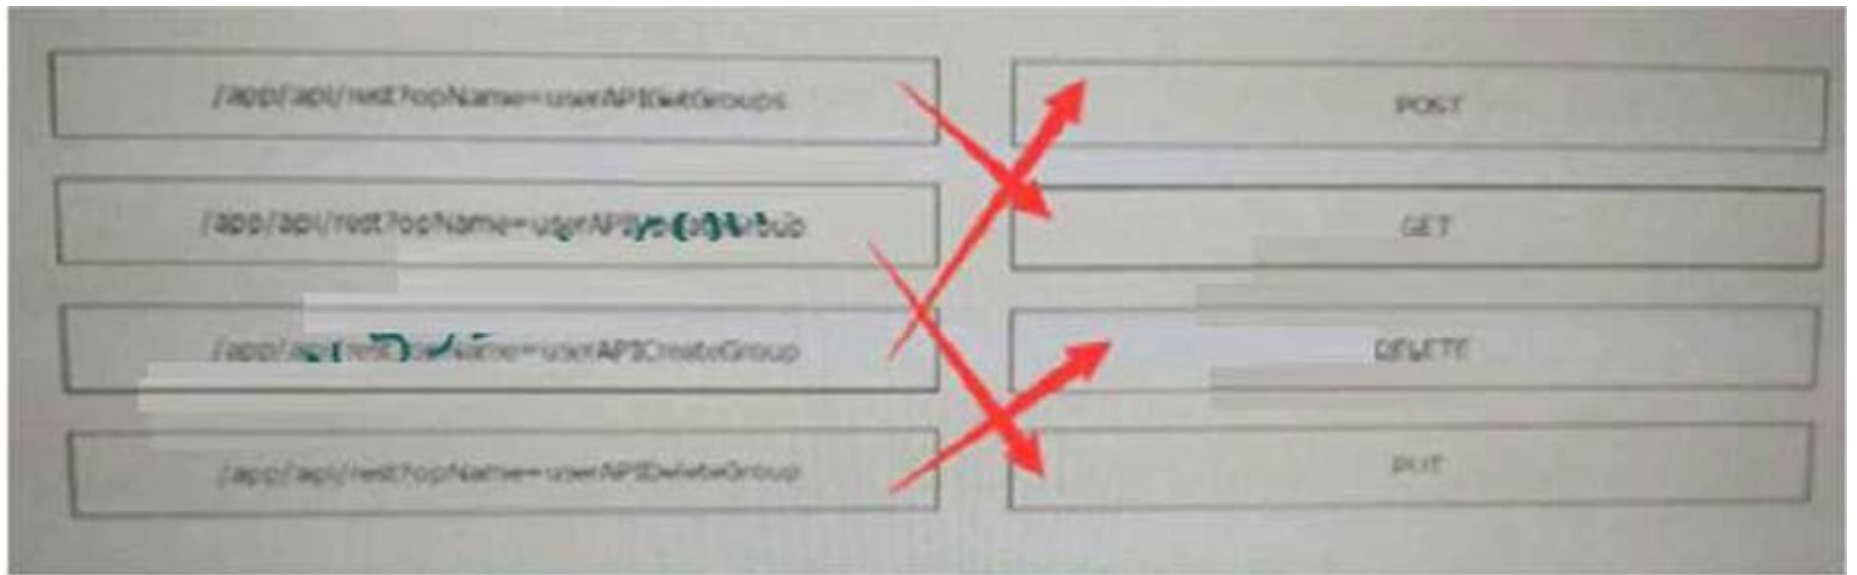 /app/api/rest?opName=userAPIGetGroups
POST
/app/api/rest?opName=
GET
opName=userAPICreateGroup
DELETE
/app/api/rest?opName=userAPIDeleteGroup
PUT